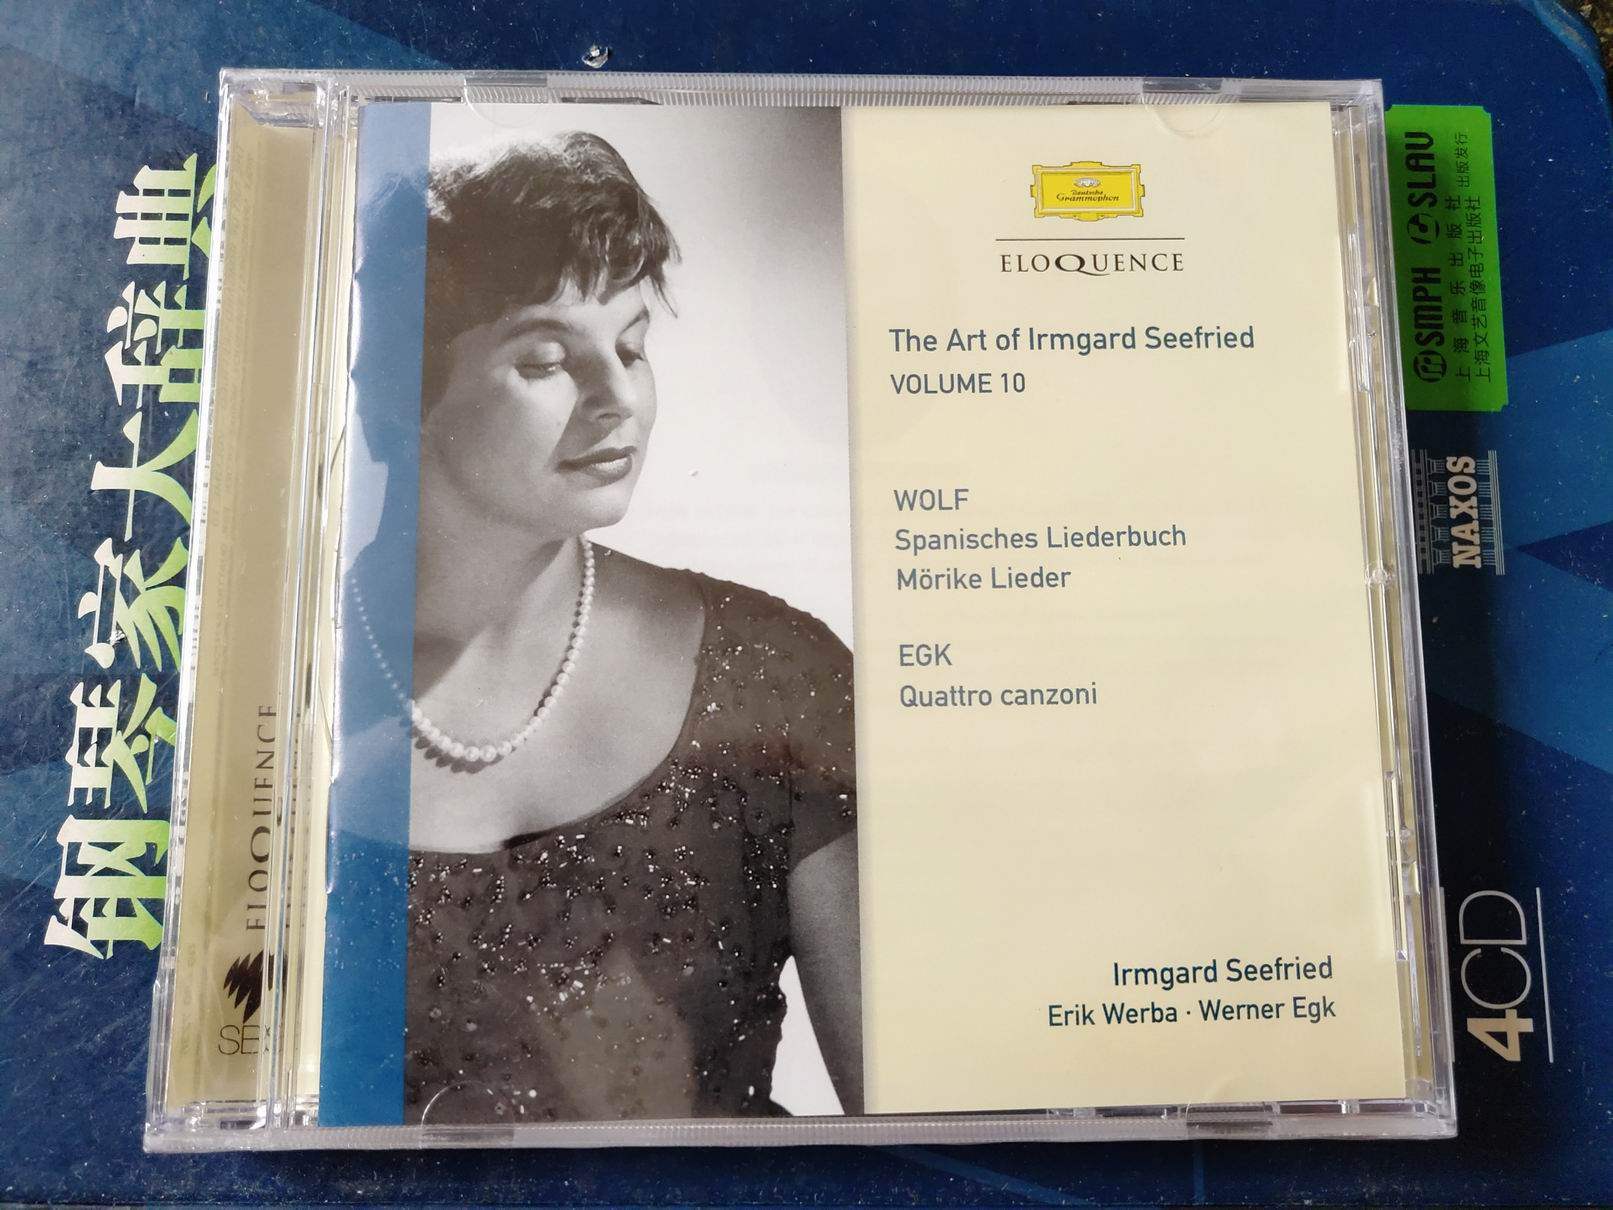 Deutsche
Grammophon
ELOQUENCE
The Art of Irmgard Seefried
VOLUME 10
WOLF
Spanisches Liederbuch
Mörike Lieder
EGK
Quattro canzoni
Irmgard Seefried
Erik Werba · Werner Egk
ELOQUENCE
钢琴家大辞典
SMPH SLAV
上海音乐出版社
上海文艺音像电子出版社 出版发行
NAXOS
4CD